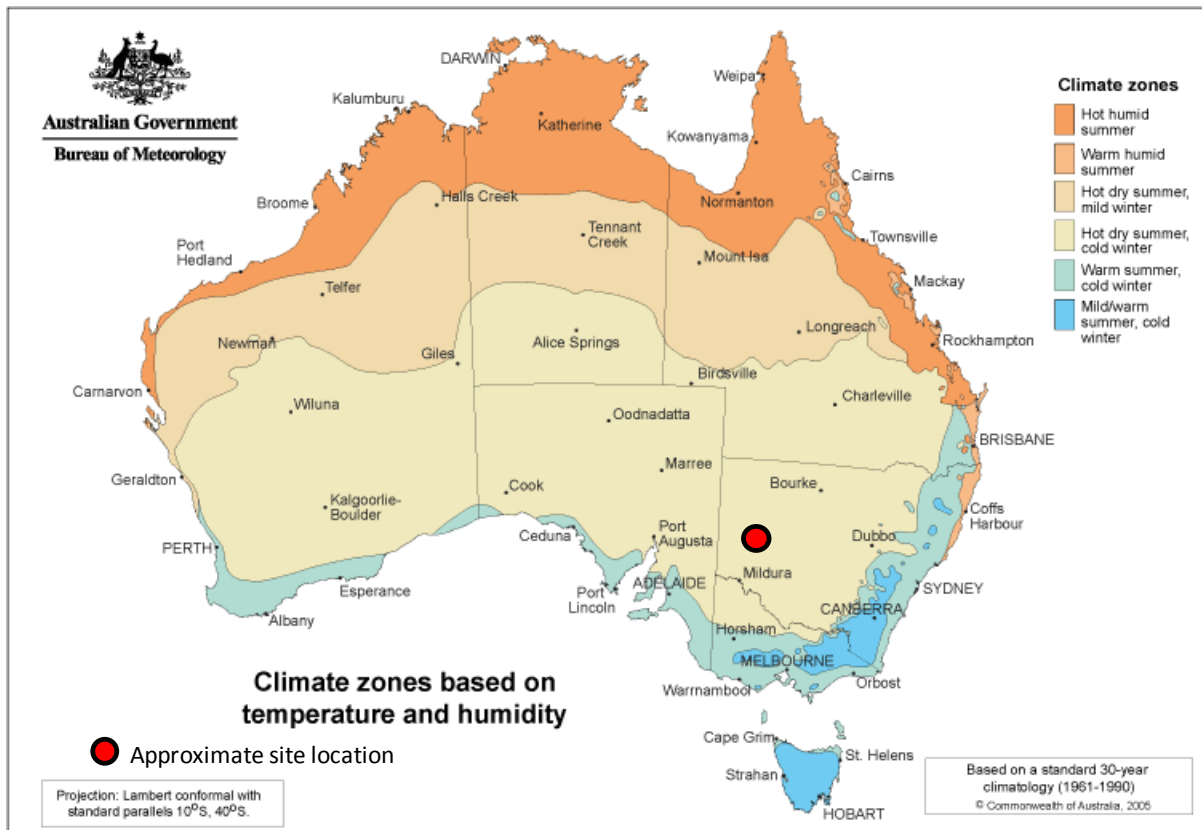 Australian Government
Bureau of Meteorology
DARWIN
Kalumburu
Katherine
Weipa
Kowanyama
Cairns
Broome
Halls Creek
Normanton
Tennant
Creek
Townsville
Port
Hedland
Mount Isa
Telfer
Mackay
Newman
Longreach
Rockhampton
Giles
Alice Springs
Birdsville
Carnarvon
Wiluna
Oodnadatta
Charleville
BRISBANE
Geraldton
Marree
Kalgoorlie-
Boulder
Cook
Bourke
Coffs
Harbour
PERTH
Ceduna
Port
Augusta
Dubbo
Esperance
Port
Lincoln
ADELAIDE
Mildura
SYDNEY
Albany
CANBERRA
Horsham
MELBOURNE
Warrnambool
Orbost
Cape Grim
St. Helens
Strahan
HOBART
Climate zones
Hot humid
summer
Warm humid
summer
Hot dry summer,
mild winter
Hot dry summer,
cold winter
Warm summer,
cold winter
Mild/warm
summer, cold
winter
Climate zones based on
temperature and humidity
Approximate site location
Projection: Lambert conformal with
standard parallels 10°S, 40°S.
Based on a standard 30-year
climatology (1961-1990)
© Commonwealth of Australia, 2005